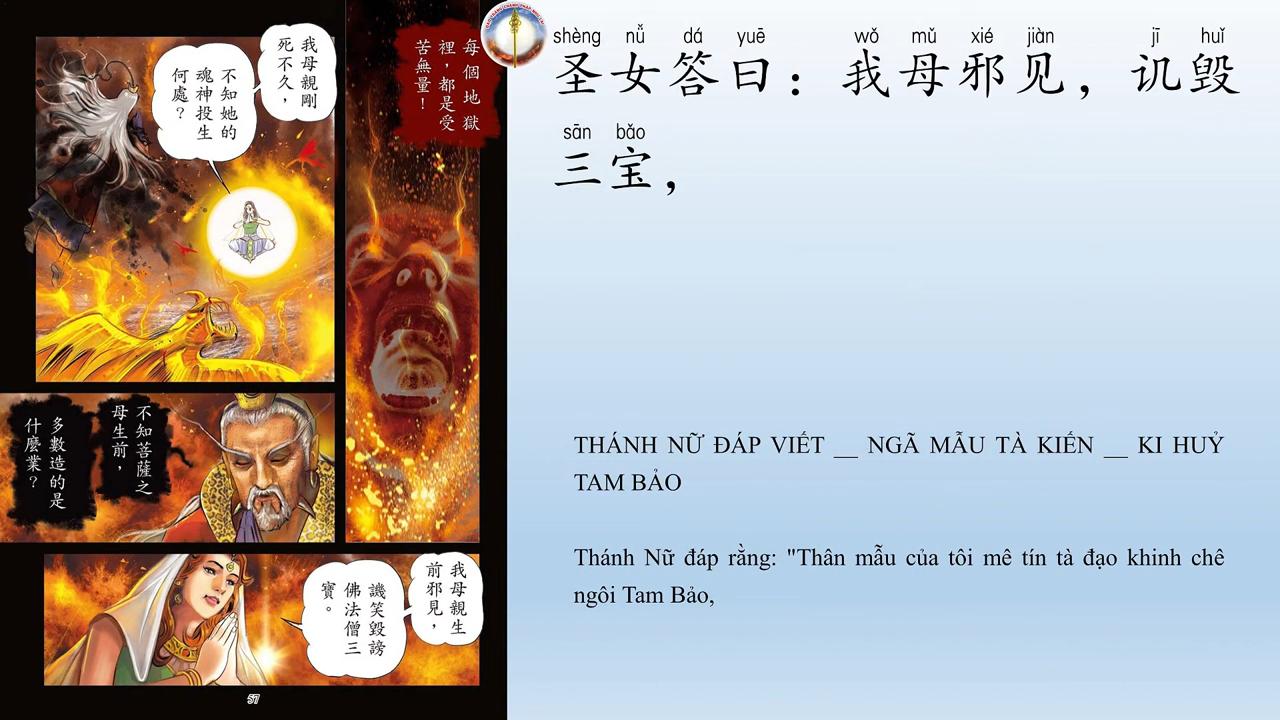 每個地獄
裡，都是受
苦無量！
我母親剛
死不久，
不知她的
魂神投生
何處？
不知菩薩之
母生前，
多數造的是
什麼業？
我母親生
前邪見，
譏笑毀謗
佛法僧三
寶。
57
shèng nǚ dá yuē wǒ mǔ xié jiàn jī huǐ
圣女答曰：我母邪见，讥毁
sān bǎo
三宝，
THÁNH NỮ ĐÁP VIẾT __ NGÃ MẪU TÀ KIẾN __ KI HUỶ
TAM BẢO
Thánh Nữ đáp rằng: "Thân mẫu của tôi mê tín tà đạo khinh chê
ngôi Tam Bảo,